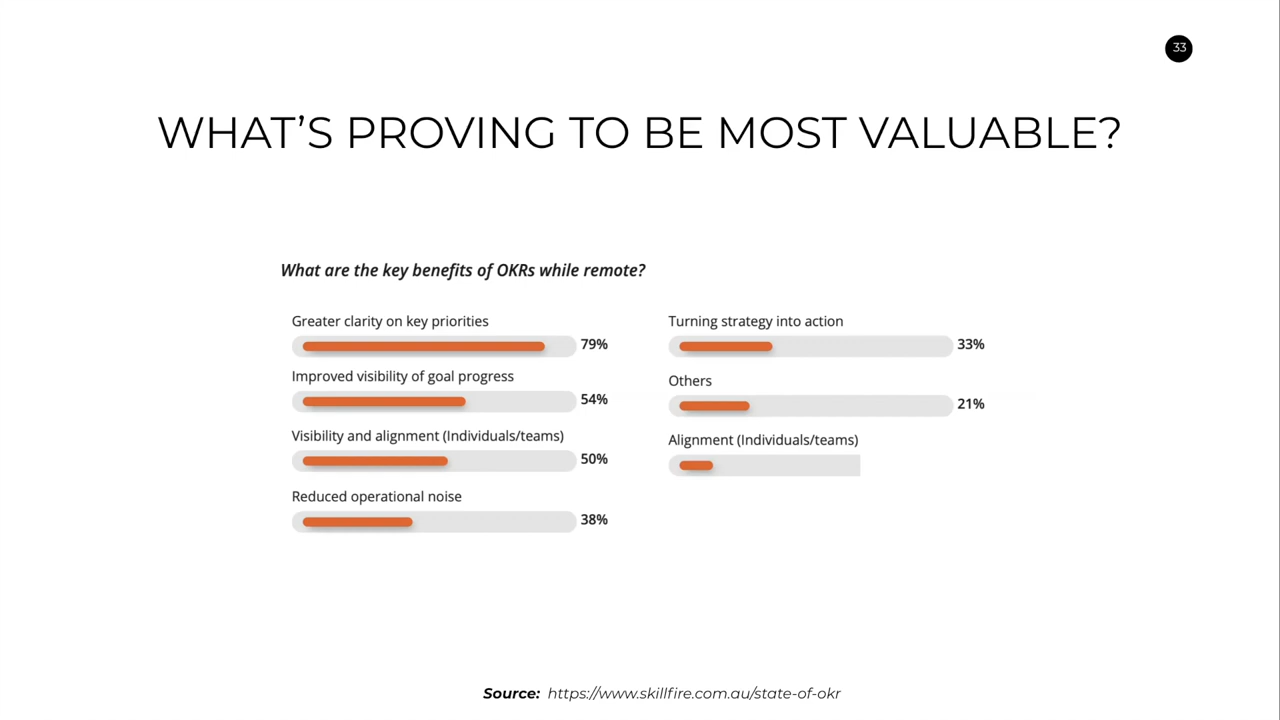 33
WHAT’S PROVING TO BE MOST VALUABLE?
What are the key benefits of OKRs while remote?
Greater clarity on key priorities
79%
Improved visibility of goal progress
54%
Visibility and alignment (Individuals/teams)
50%
Reduced operational noise
38%
Turning strategy into action
33%
Others
21%
Alignment (Individuals/teams)
Source: https://www.skillfire.com.au/state-of-okr